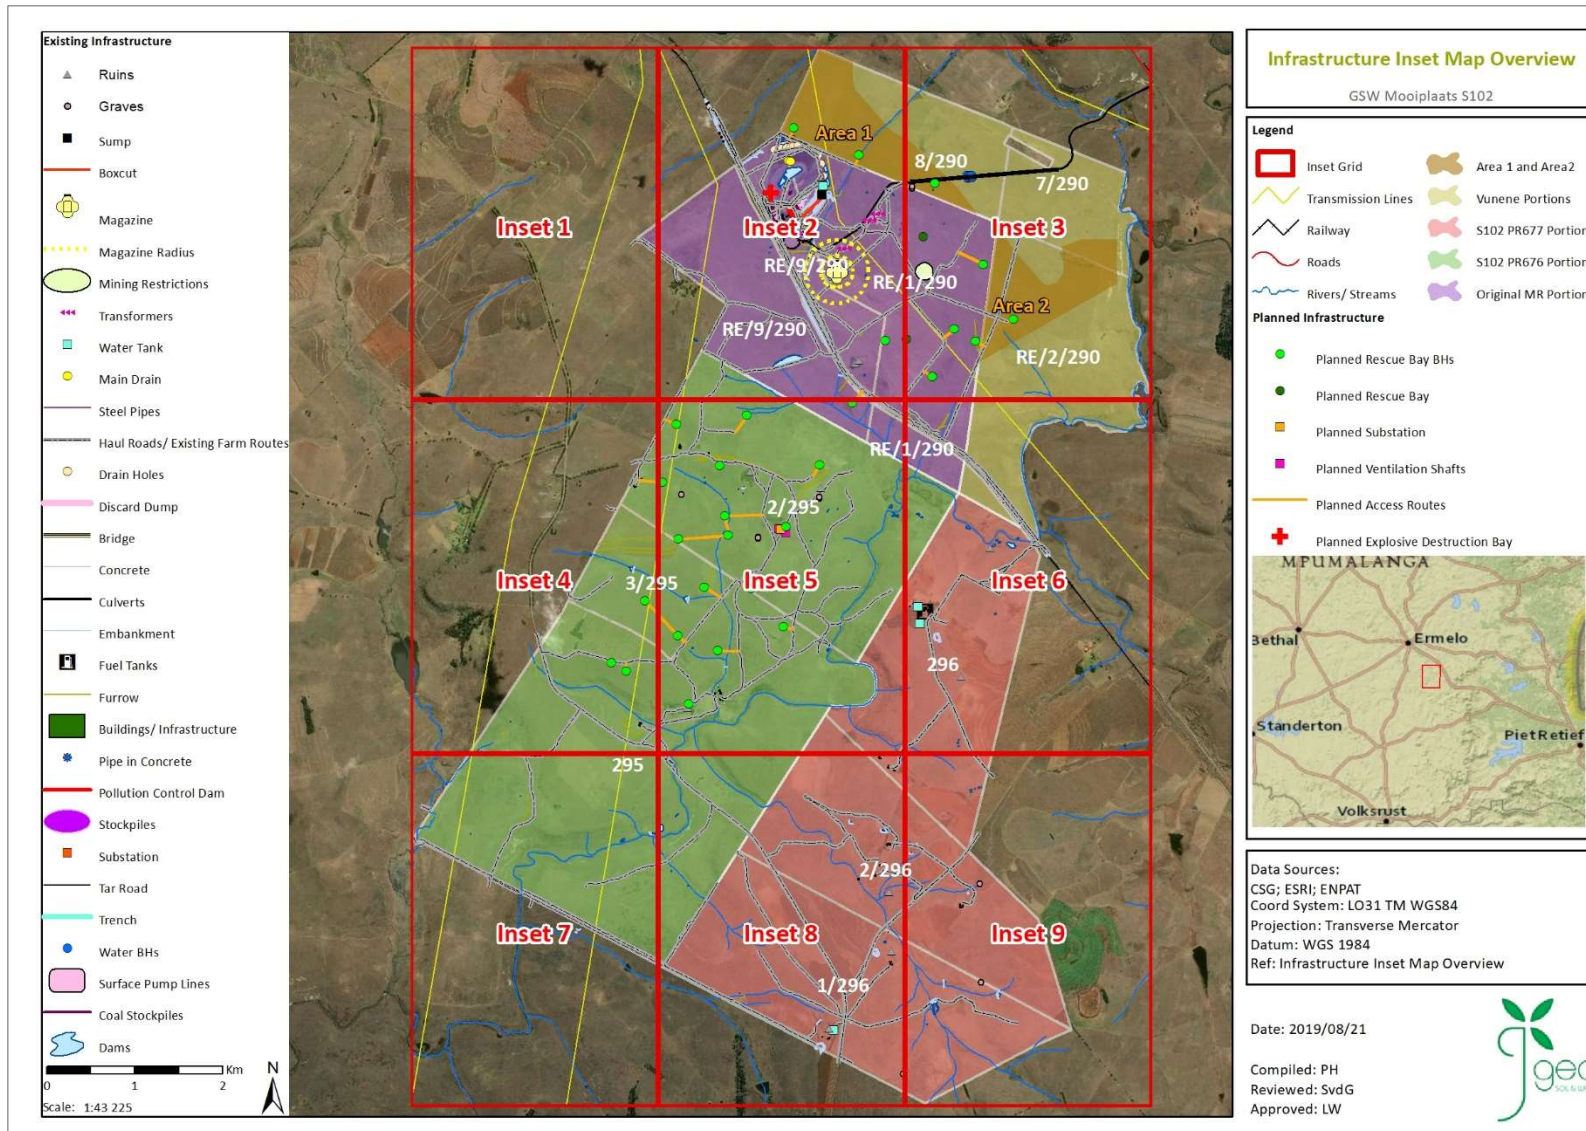 Existing Infrastructure
Ruins
Graves
Sump
Boxcut
Magazine
Magazine Radius
Mining Restrictions
Transformers
Water Tank
Main Drain
Steel Pipes
Haul Roads/ Existing Farm Routes
Drain Holes
Discard Dump
Bridge
Concrete
Culverts
Embankment
Fuel Tanks
Furrow
Buildings/ Infrastructure
Pipe in Concrete
Pollution Control Dam
Stockpiles
Substation
Tar Road
Trench
Water BHs
Surface Pump Lines
Coal Stockpiles
Dams
Km
0 1 2
N
Scale: 1:43 225
Area 1
8/290
7/290
Inset 1
Inset 2
Inset 3
RE/9/290
RE/1/290
Area 2
RE/9/290
RE/2/290
RE/1/290
2/295
Inset 4
3/295
Inset 5
Inset 6
296
295
2/296
Inset 7
Inset 8
Inset 9
1/296
Infrastructure Inset Map Overview
GSW Mooiplaats S102
Legend
Inset Grid
Transmission Lines
Railway
Roads
Rivers/ Streams
Area 1 and Area2
Vunene Portions
S102 PR677 Portion
S102 PR676 Portion
Original MR Portion
Planned Infrastructure
Planned Rescue Bay BHs
Planned Rescue Bay
Planned Substation
Planned Ventilation Shafts
Planned Access Routes
Planned Explosive Destruction Bay
MPUMALANGA
Bethal
Ermelo
Standerton
Piet Retief
Volksrust
Data Sources:
CSG; ESRI; ENPAT
Coord System: LO31 TM WGS84
Projection: Transverse Mercator
Datum: WGS 1984
Ref: Infrastructure Inset Map Overview
Date: 2019/08/21
Compiled: PH
Reviewed: SvdG
Approved: LW
geo